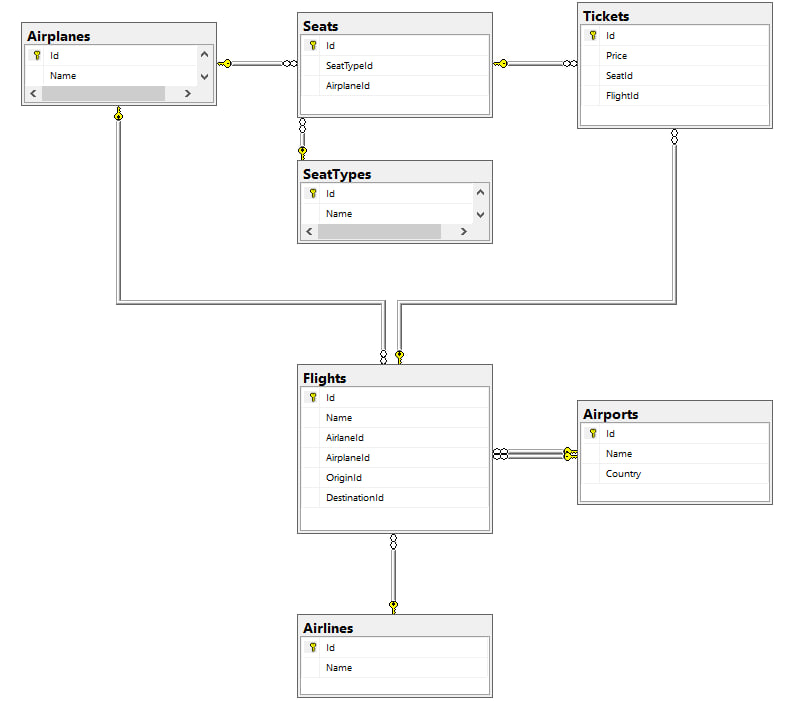 Airplanes
Id
Name
Seats
Id
SeatTypeId
AirplaneId
Tickets
Id
Price
SeatId
FlightId
SeatTypes
Id
Name
Flights
Id
Name
AirlaneId
AirplaneId
OriginId
DestinationId
Airports
Id
Name
Country
Airlines
Id
Name